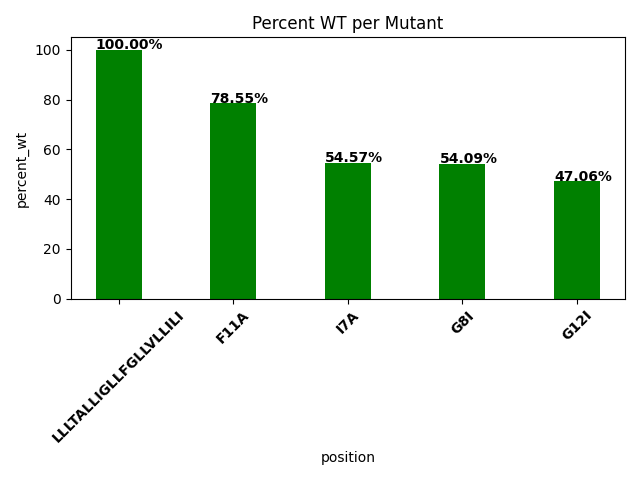 Percent WT per Mutant
percent_wt
100
80
60
40
20
0
100.00%
78.55%
54.57%
54.09%
47.06%
LLLTALLIGLLFGLLVLLILI
F11A
I7A
G8I
G12I
position